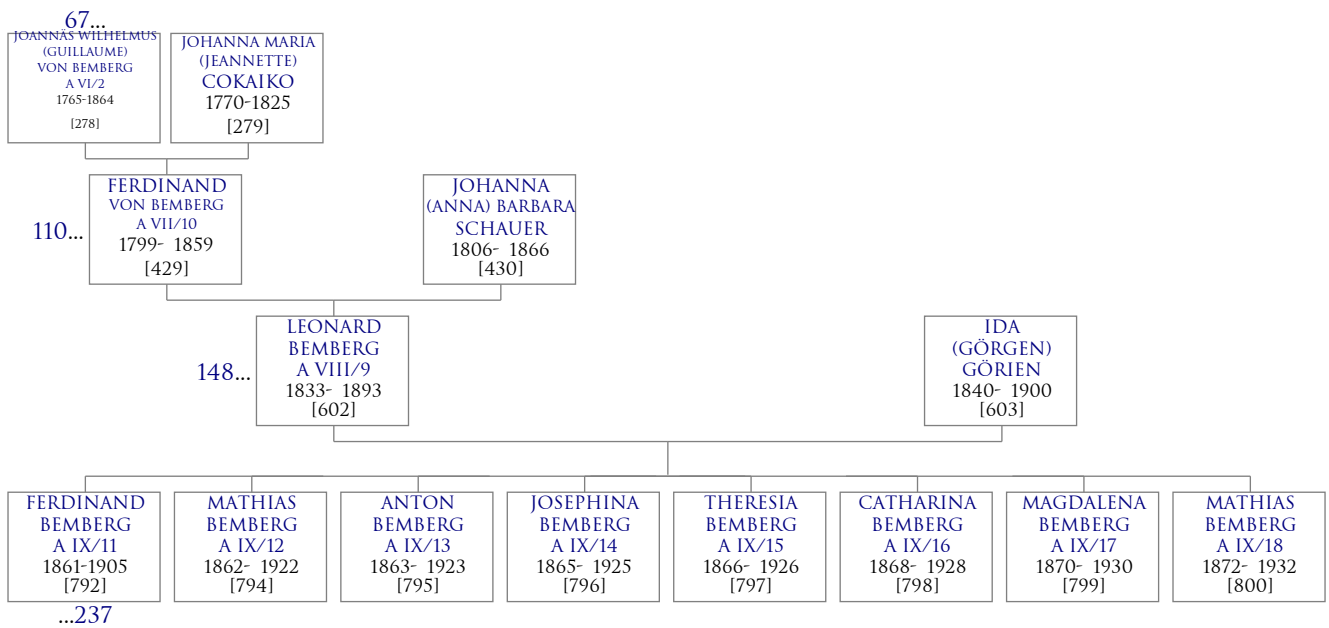 67...
JOANNÄS WILHELMUS
(GUILLAUME)
VON BEMBERG
A VI/2
1765-1864
[278]
JOHANNA MARIA
(JEANNETTE)
COKAIKO
1770-1825
[279]
110...
FERDINAND
VON BEMBERG
A VII/10
1799- 1859
[429]
JOHANNA
(ANNA) BARBARA
SCHAUER
1806- 1866
[430]
148...
LEONARD
BEMBERG
A VIII/9
1833- 1893
[602]
IDA
(GÖRGEN)
GÖRIEN
1840- 1900
[603]
FERDINAND
BEMBERG
A IX/11
1861-1905
[792]
...237
MATHIAS
BEMBERG
A IX/12
1862- 1922
[794]
ANTON
BEMBERG
A IX/13
1863- 1923
[795]
JOSEPHINA
BEMBERG
A IX/14
1865- 1925
[796]
THERESIA
BEMBERG
A IX/15
1866- 1926
[797]
CATHARINA
BEMBERG
A IX/16
1868- 1928
[798]
MAGDALENA
BEMBERG
A IX/17
1870- 1930
[799]
MATHIAS
BEMBERG
A IX/18
1872- 1932
[800]